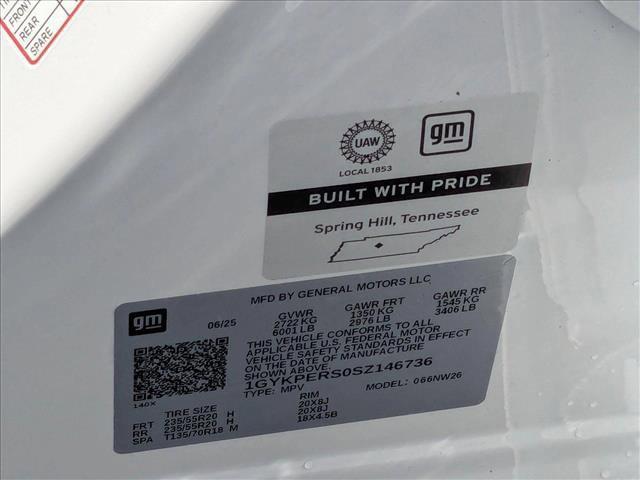 FRONT
REAR
SPARE
UAW
gm
LOCAL 1853
BUILT WITH PRIDE
Spring Hill, Tennessee
MFD BY GENERAL MOTORS LLC
gm
06/25
GVWR GAWR FRT GAWR RR
2722 KG 1350 KG 1545 KG
6001 LB 2976 LB 3406 LB
THIS VEHICLE CONFORMS TO ALL
APPLICABLE U.S. FEDERAL MOTOR
VEHICLE SAFETY STANDARDS IN EFFECT
ON THE DATE OF MANUFACTURE
SHOWN ABOVE.
1GYKPERS0SZ146736
TYPE: MPV MODEL: 066NW26
140X
TIRE SIZE RIM
FRT 235/55R20 H 20X8J
RR 235/55R20 H 20X8J
SPA T135/70R18 M 18X4.5B